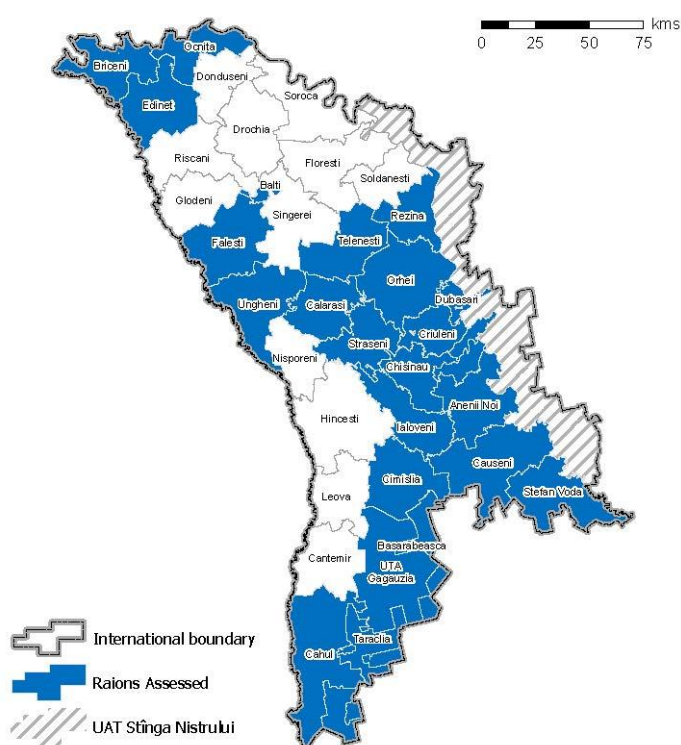 kms
0 25 50 75
Ocnita
Briceni
Donduseni
Edinet
Soroca
Drochia
Riscani
Floresti
Soldanesti
Balti
Glodeni
Singerei
Rezina
Falesti
Telenesti
Orhei
Dubasari
Ungheni
Calarasi
Criuleni
Straseni
Nisporeni
Chisinau
Anenii Noi
Hincesti
Ialoveni
Causeni
Cimislia
Stefan Voda
Leova
Basarabeasca
Cantemir
UTA
Gagauzia
Taraclia
Cahul
International boundary
Raions Assessed
UAT Stînga Nistrului